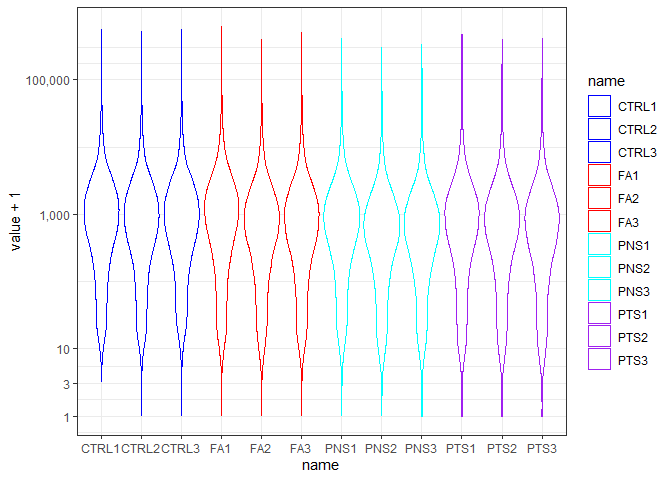 value + 1
100,000
1,000
10
3
1
CTRL1 CTRL2 CTRL3 FA1 FA2 FA3 PNS1 PNS2 PNS3 PTS1 PTS2 PTS3
name
name
CTRL1
CTRL2
CTRL3
FA1
FA2
FA3
PNS1
PNS2
PNS3
PTS1
PTS2
PTS3